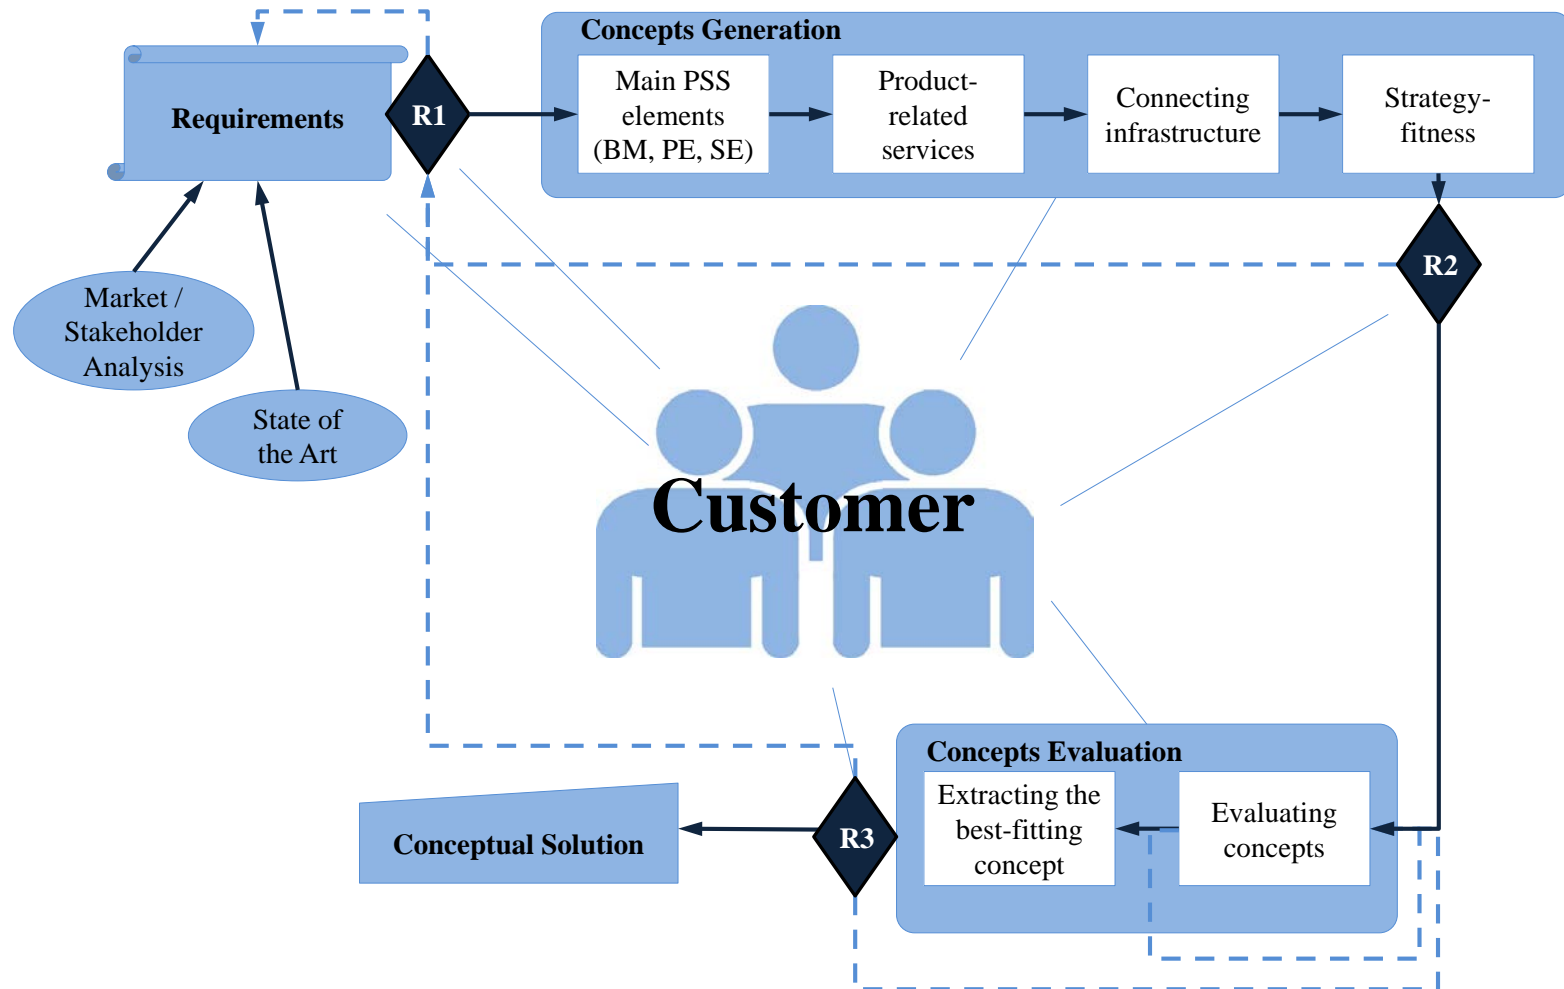 Concepts Generation
Requirements
R1
Main PSS
elements
(BM, PE, SE)
Product-
related
services
Connecting
infrastructure
Strategy-
fitness
R2
Market /
Stakeholder
Analysis
State of
the Art
Customer
Concepts Evaluation
Extracting the
best-fitting
concept
Evaluating
concepts
R3
Conceptual Solution